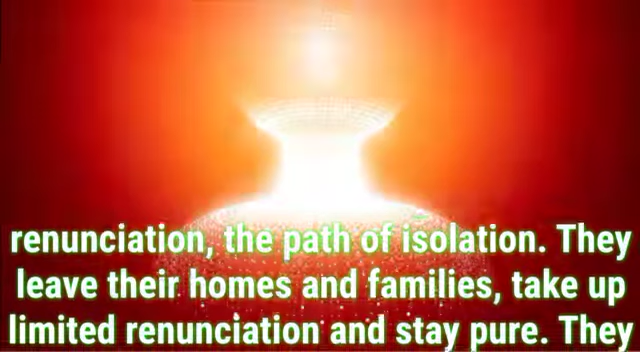 renunciation, the path of isolation. They
leave their homes and families, take up
limited renunciation and stay pure. They